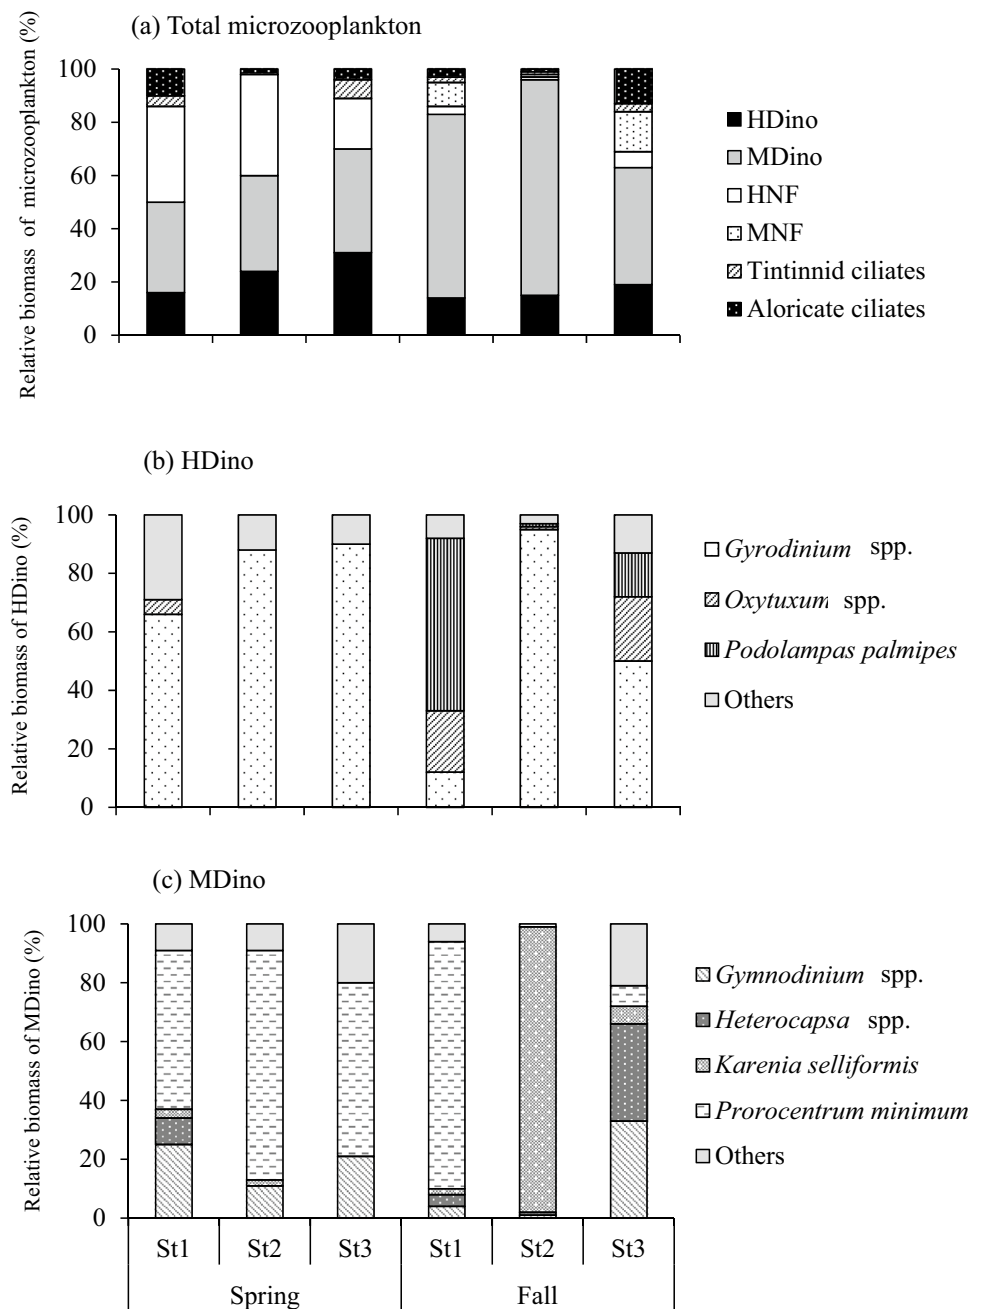 (a) Total microzooplankton
Relative biomass of microzooplankton (%)
100
80
60
40
20
0
HDino
MDino
HNF
MNF
Tintinnid ciliates
Aloricate ciliates
(b) HDino
Relative biomass of HDino (%)
100
80
60
40
20
0
Gyrodinium spp.
Oxytuxum spp.
Podolampas palmipes
Others
(c) MDino
Relative biomass of MDino (%)
100
80
60
40
20
0
Gymnodinium spp.
Heterocapsa spp.
Karenia selliformis
Prorocentrum minimum
Others
St1 St2 St3 St1 St2 St3
Spring Fall